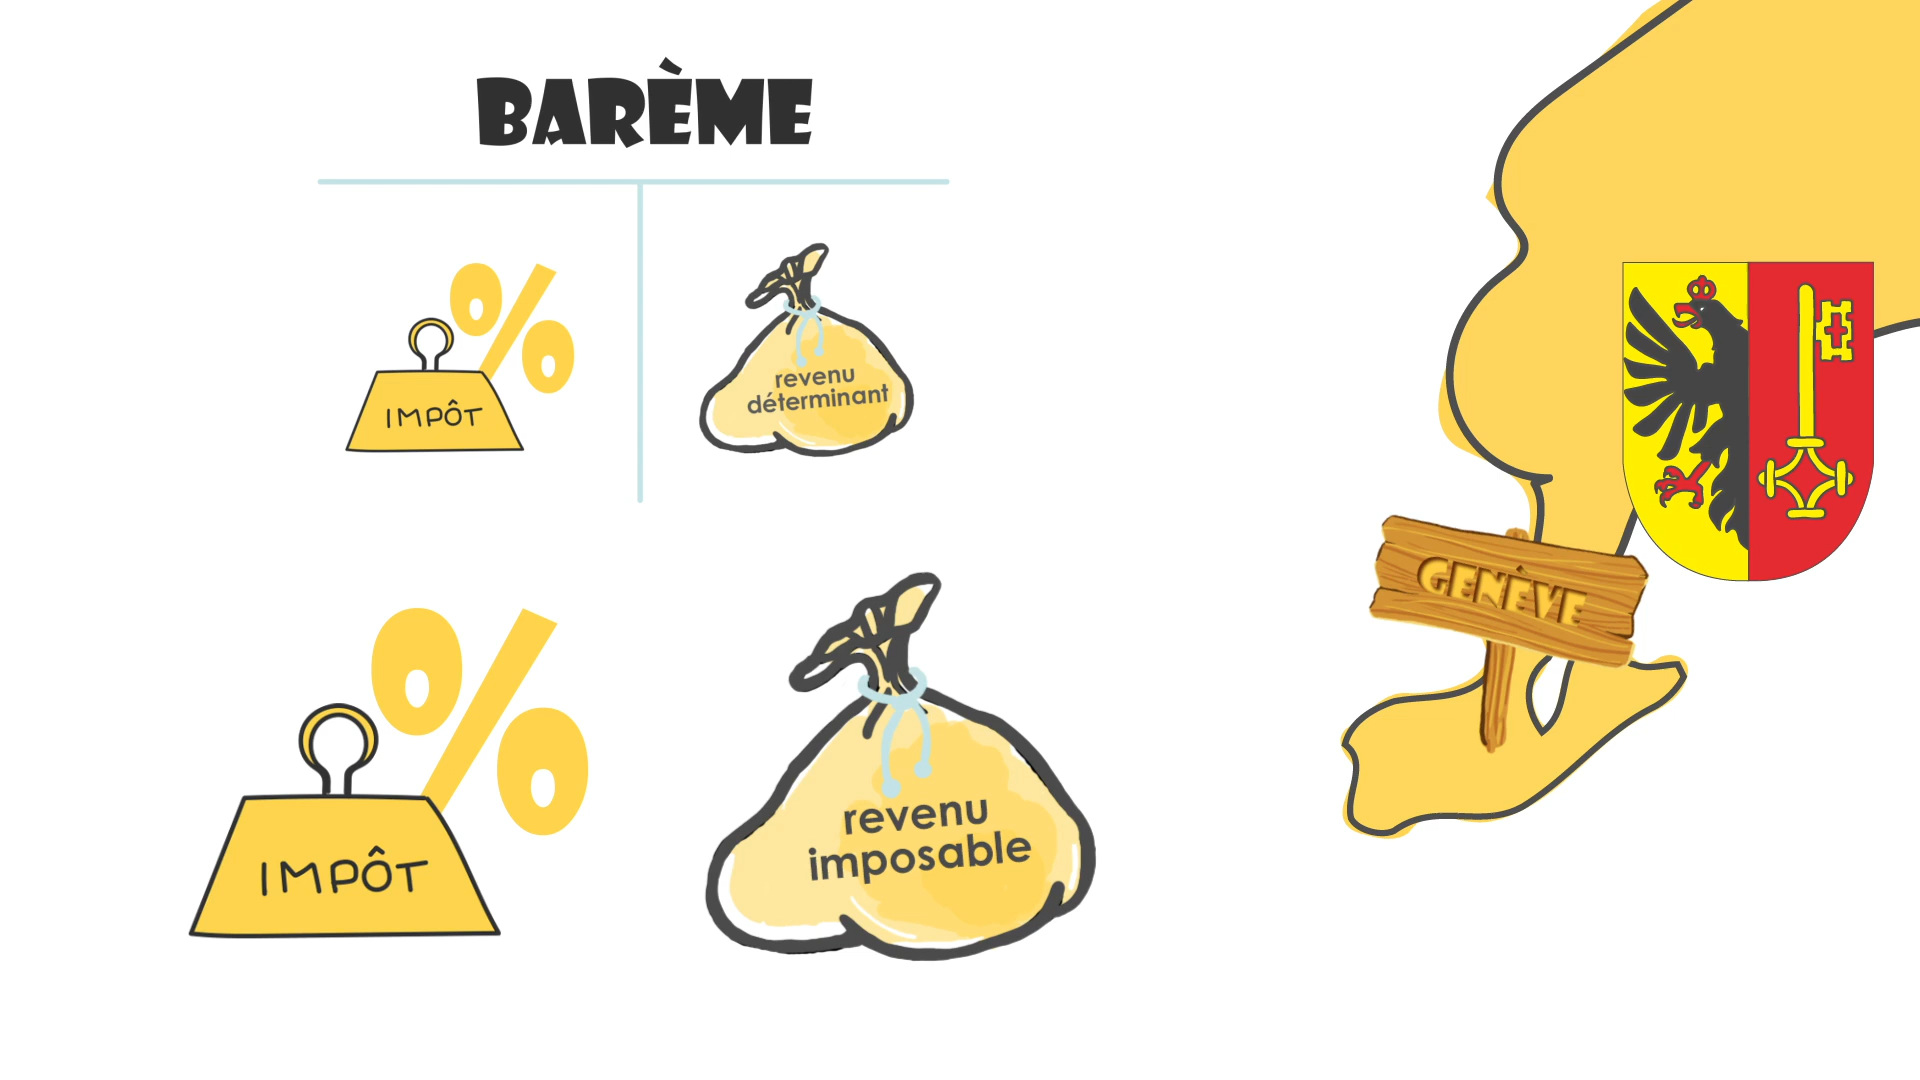 BARÈME
%
IMPÔT
revenu
déterminant
GENÈVE
%
IMPÔT
revenu
imposable